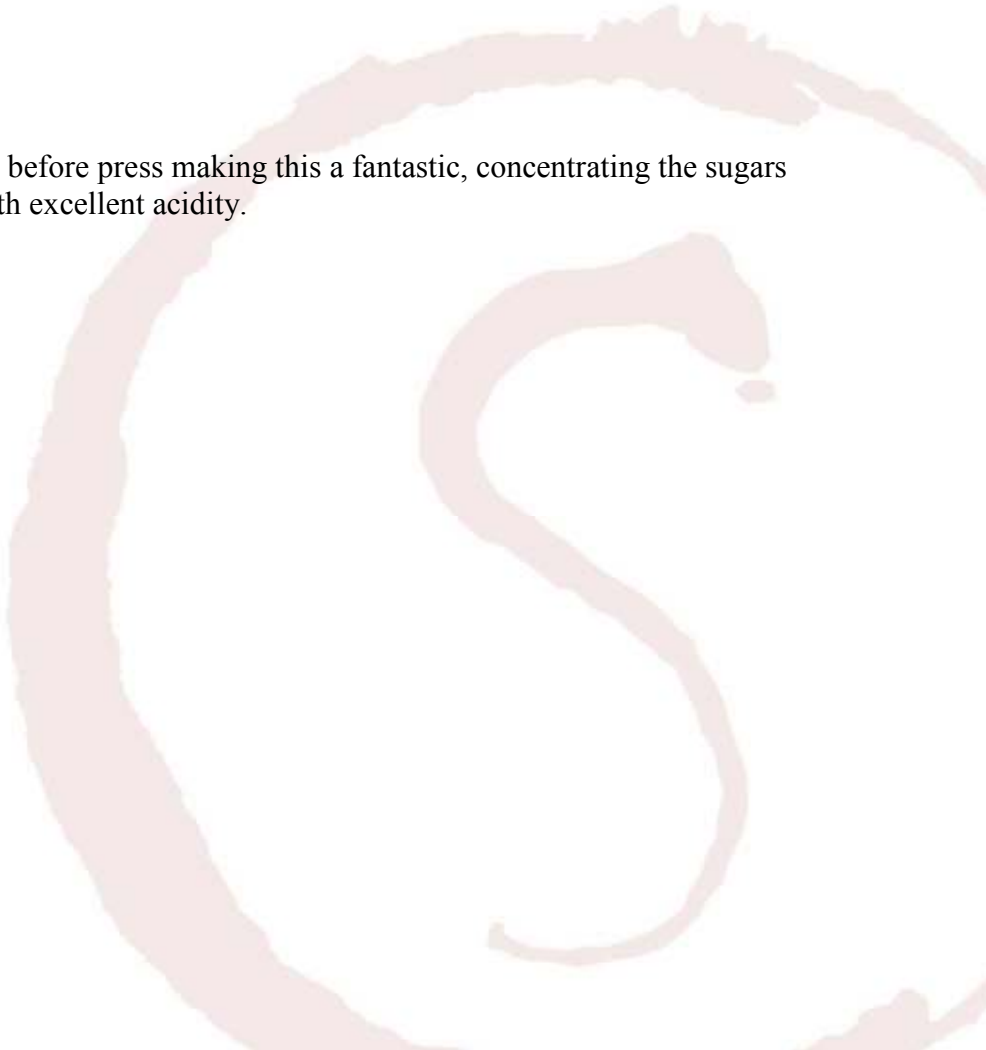 before press making this a fantastic, concentrating the sugars
th excellent acidity.
S